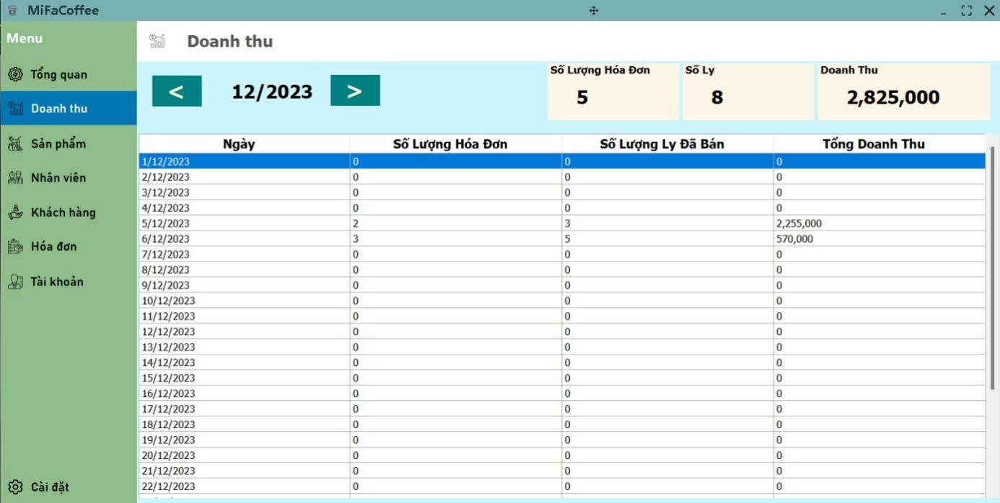 MiFaCoffee
Menu
Tổng quan
Doanh thu
Sản phẩm
Nhân viên
Khách hàng
Hóa đơn
Tài khoản
Cài đặt
Doanh thu
< 12/2023 >
Số Lượng Hóa Đơn
5
Số Ly
8
Doanh Thu
2,825,000
Ngày Số Lượng Hóa Đơn Số Lượng Ly Đã Bán Tổng Doanh Thu
1/12/2023 0 0 0
2/12/2023 0 0 0
3/12/2023 0 0 0
4/12/2023 0 0 0
5/12/2023 2 3 2,255,000
6/12/2023 3 5 570,000
7/12/2023 0 0 0
8/12/2023 0 0 0
9/12/2023 0 0 0
10/12/2023 0 0 0
11/12/2023 0 0 0
12/12/2023 0 0 0
13/12/2023 0 0 0
14/12/2023 0 0 0
15/12/2023 0 0 0
16/12/2023 0 0 0
17/12/2023 0 0 0
18/12/2023 0 0 0
19/12/2023 0 0 0
20/12/2023 0 0 0
21/12/2023 0 0 0
22/12/2023 0 0 0